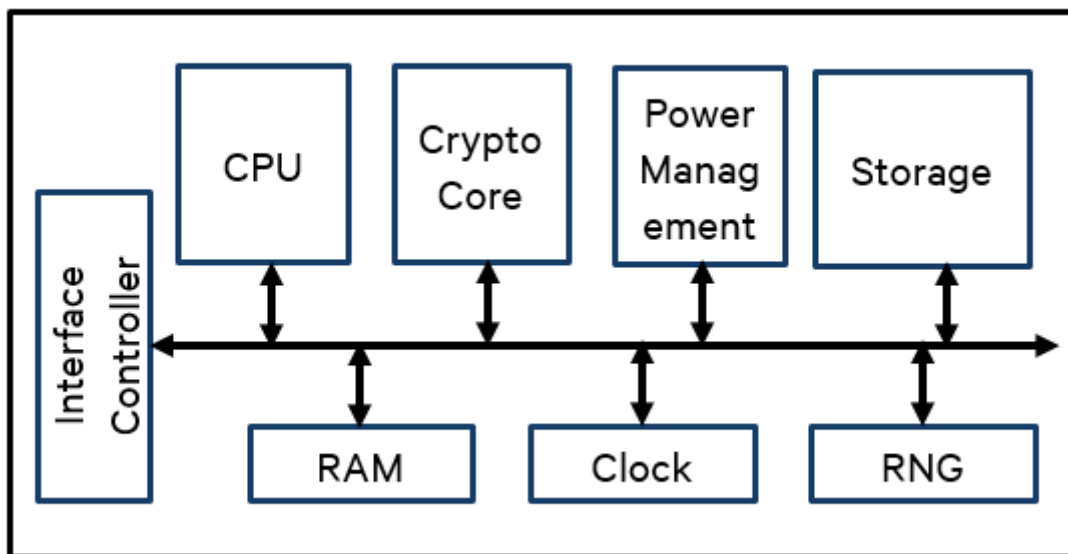 CPU
Crypto
Core
Power
Manag
ement
Storage
Interface
Controller
RAM
Clock
RNG